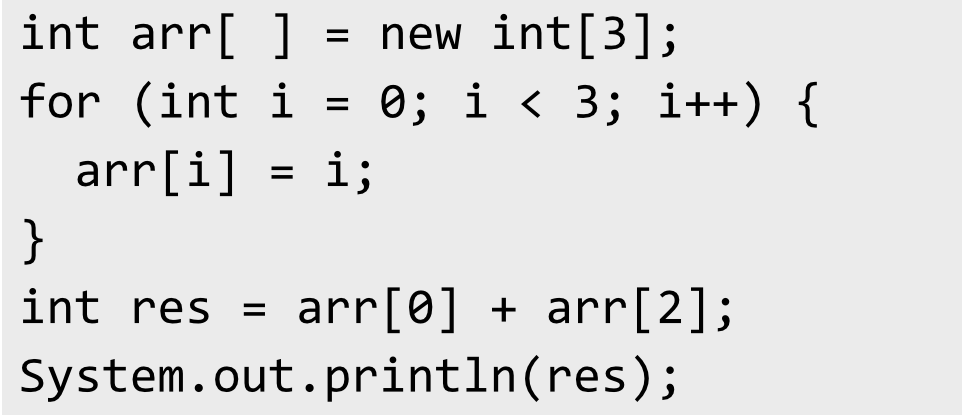 int arr[ ] = new int[3];
for (int i = 0; i < 3; i++) {
  arr[i] = i;
}
int res = arr[0] + arr[2];
System.out.println(res);